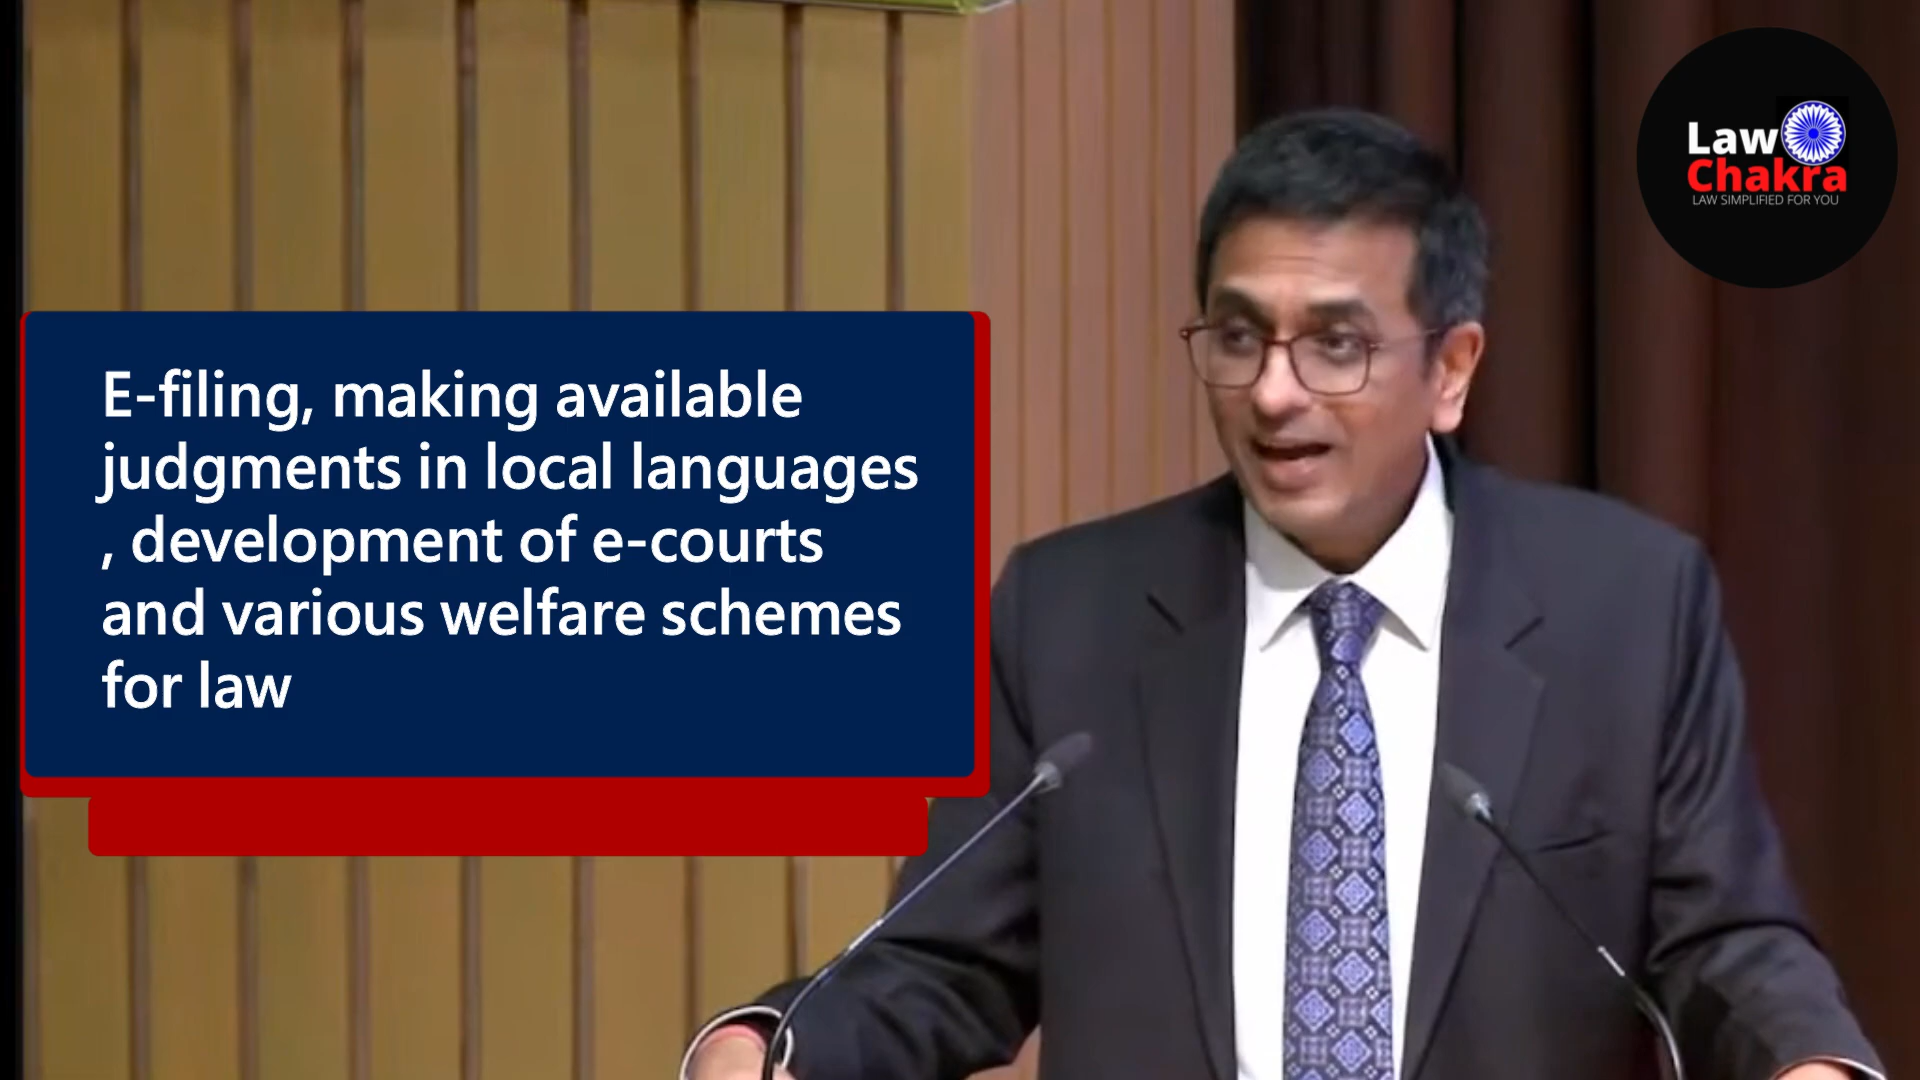 E-filing, making available
judgments in local languages
, development of e-courts
and various welfare schemes
for law
Law
Chakra
LAW SIMPLIFIED FOR YOU